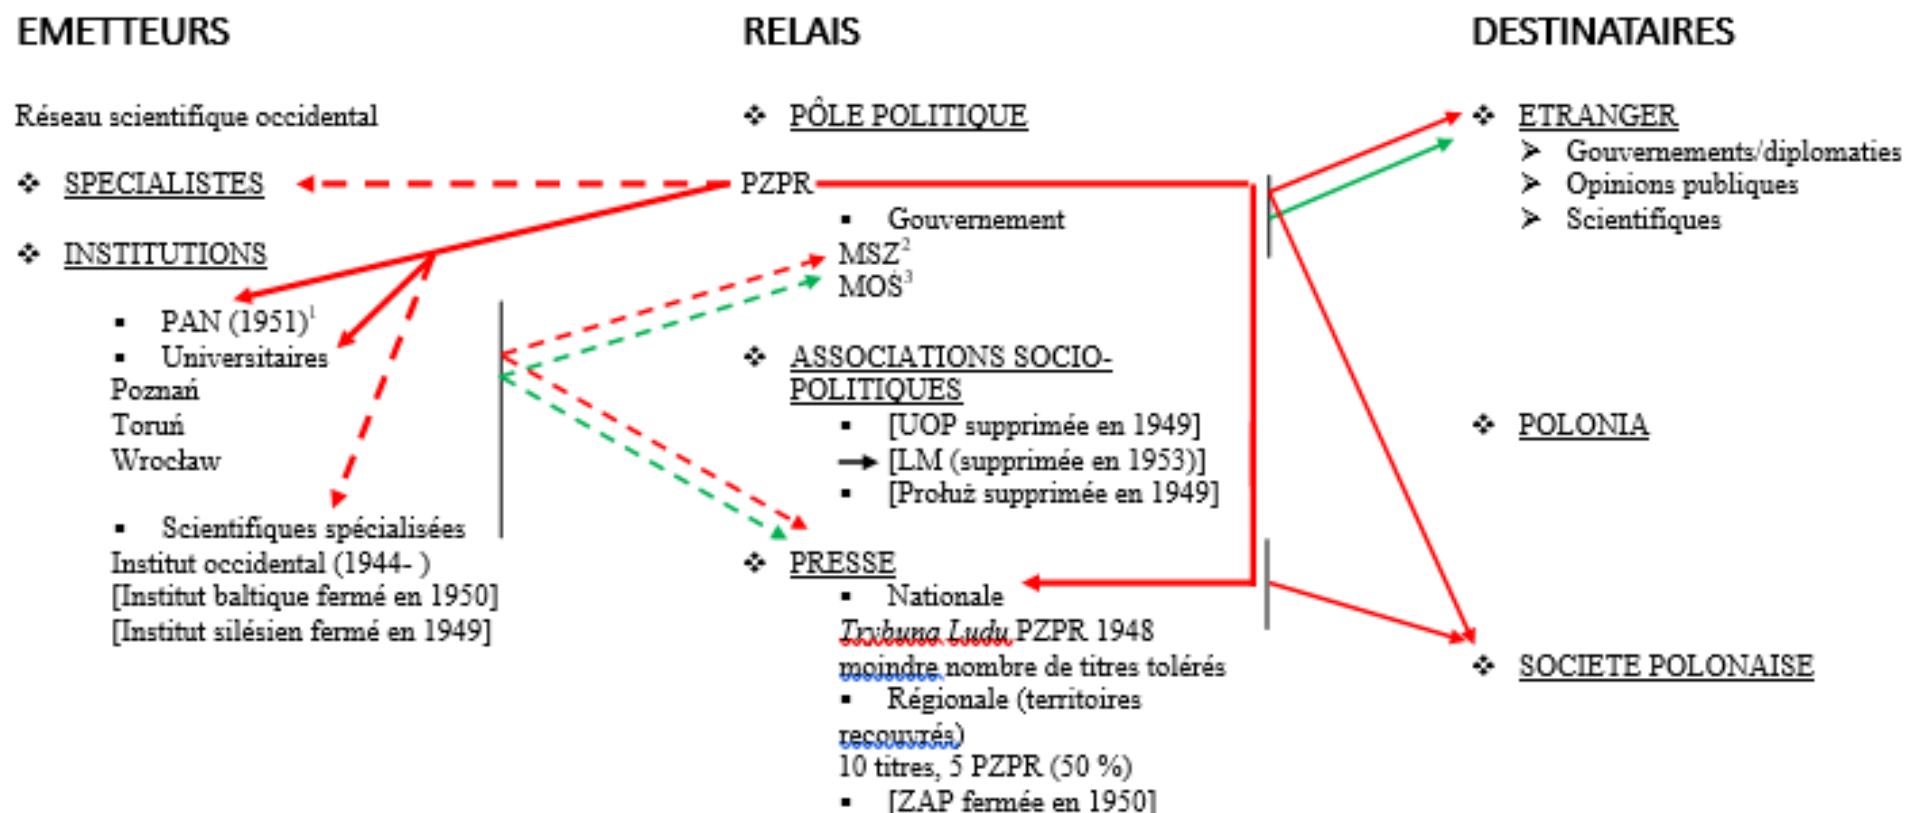 EMETTEURS
Réseau scientifique occidental
❖ SPECIALISTES
❖ INSTITUTIONS
▪ PAN (1951)¹
▪ Universitaires
Poznań
Toruń
Wrocław
▪ Scientifiques spécialisées
Institut occidental (1944- )
[Institut baltique fermé en 1950]
[Institut silésien fermé en 1949]
RELAIS
❖ PÔLE POLITIQUE
PZPR
▪ Gouvernement
MSZ²
MOŚ³
❖ ASSOCIATIONS SOCIO-
POLITIQUES
▪ [UOP supprimée en 1949]
[LM (supprimée en 1953)]
▪ [Prołuż supprimée en 1949]
❖ PRESSE
▪ Nationale
Trybuna Ludu PZPR 1948
moindre nombre de titres tolérés
▪ Régionale (territoires
recouvrés)
10 titres, 5 PZPR (50 %)
▪ [ZAP fermée en 1950]
DESTINATAIRES
❖ ETRANGER
➢ Gouvernements/diplomaties
➢ Opinions publiques
➢ Scientifiques
❖ POLONIA
❖ SOCIETE POLONAISE